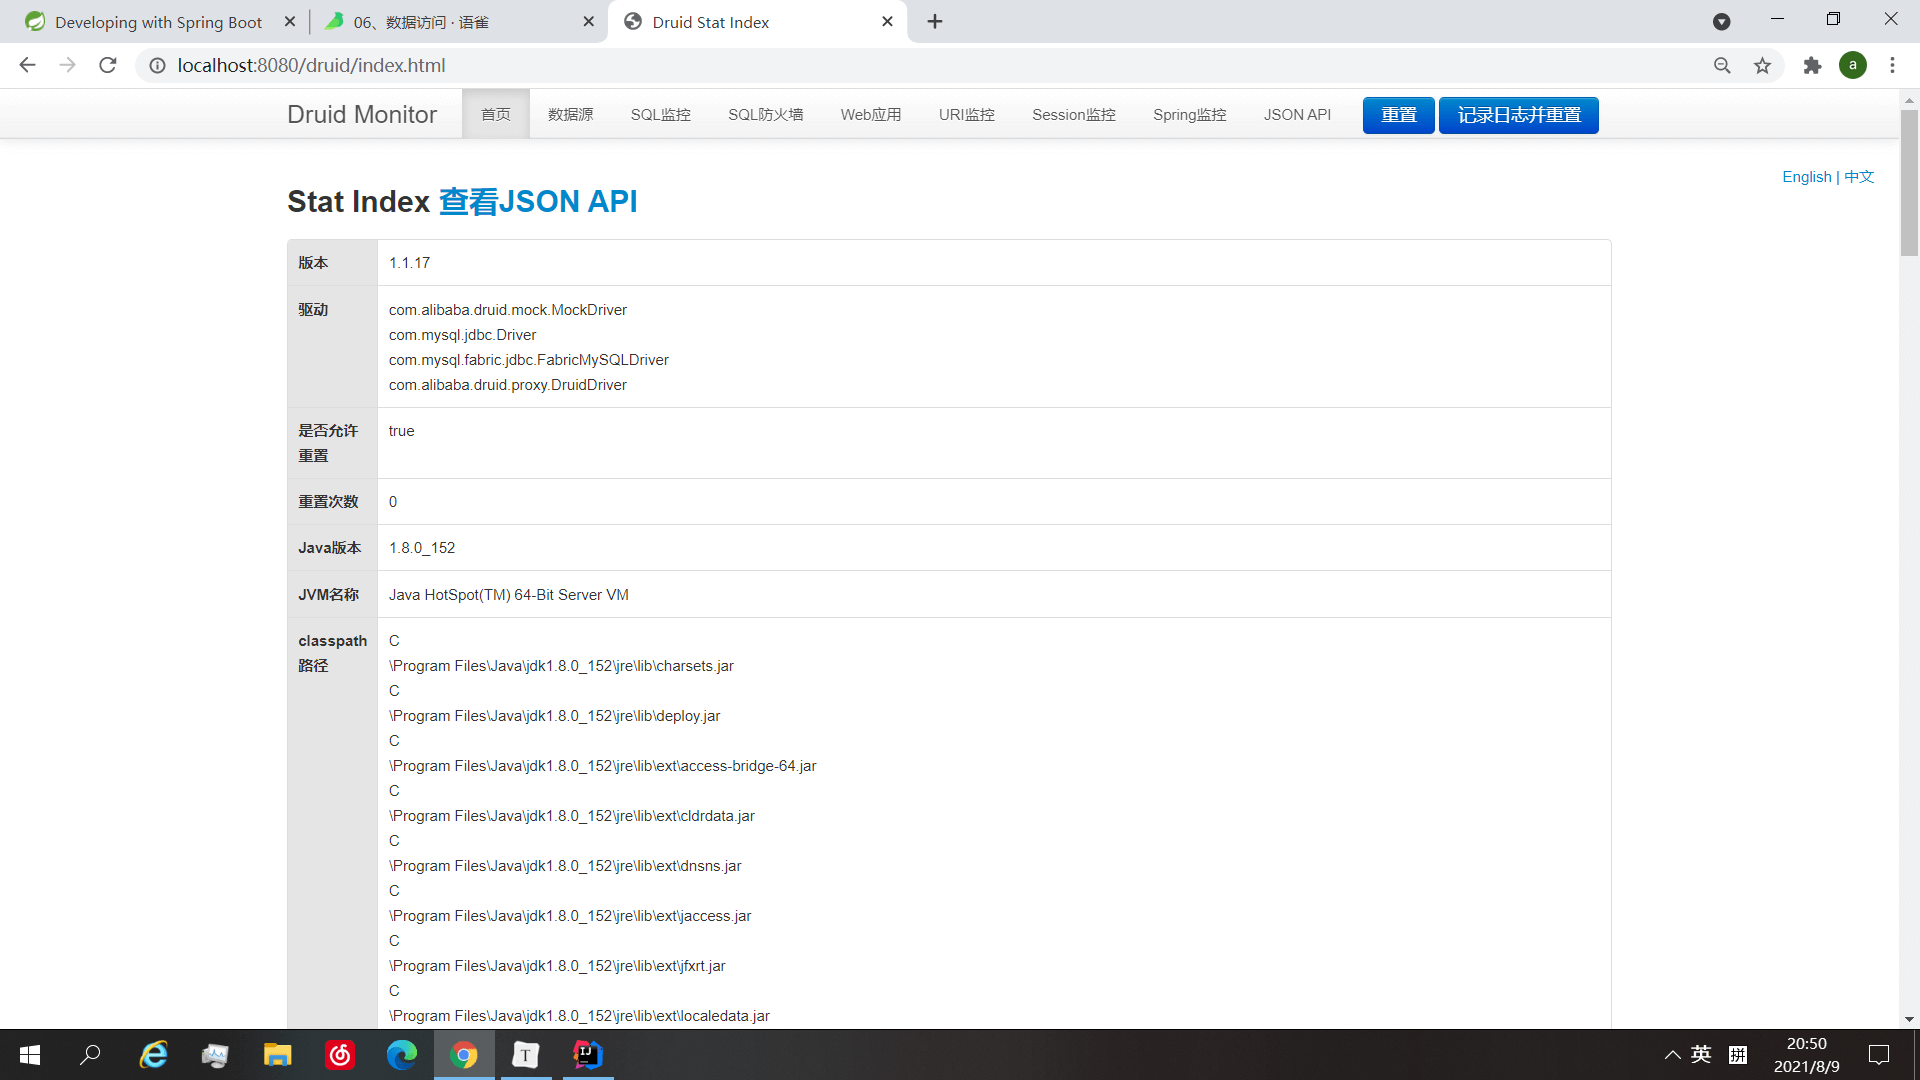 Developing with Spring Boot
06、数据访问 · 语雀
Druid Stat Index
localhost:8080/druid/index.html
a
Druid Monitor
首页
数据源
SQL监控
SQL防火墙
Web应用
URI监控
Session监控
Spring监控
JSON API
重置
记录日志并重置
English | 中文
Stat Index 查看JSON API
版本
1.1.17
驱动
com.alibaba.druid.mock.MockDriver
com.mysql.jdbc.Driver
com.mysql.fabric.jdbc.FabricMySQLDriver
com.alibaba.druid.proxy.DruidDriver
是否允许
重置
true
重置次数
0
Java版本
1.8.0_152
JVM名称
Java HotSpot(TM) 64-Bit Server VM
classpath
路径
C
\Program Files\Java\jdk1.8.0_152\jre\lib\charsets.jar
C
\Program Files\Java\jdk1.8.0_152\jre\lib\deploy.jar
C
\Program Files\Java\jdk1.8.0_152\jre\lib\ext\access-bridge-64.jar
C
\Program Files\Java\jdk1.8.0_152\jre\lib\ext\cldrdata.jar
C
\Program Files\Java\jdk1.8.0_152\jre\lib\ext\dnsns.jar
C
\Program Files\Java\jdk1.8.0_152\jre\lib\ext\jaccess.jar
C
\Program Files\Java\jdk1.8.0_152\jre\lib\ext\jfxrt.jar
C
\Program Files\Java\jdk1.8.0_152\jre\lib\ext\localedata.jar
T
IJ
英
拼
20:50
2021/8/9